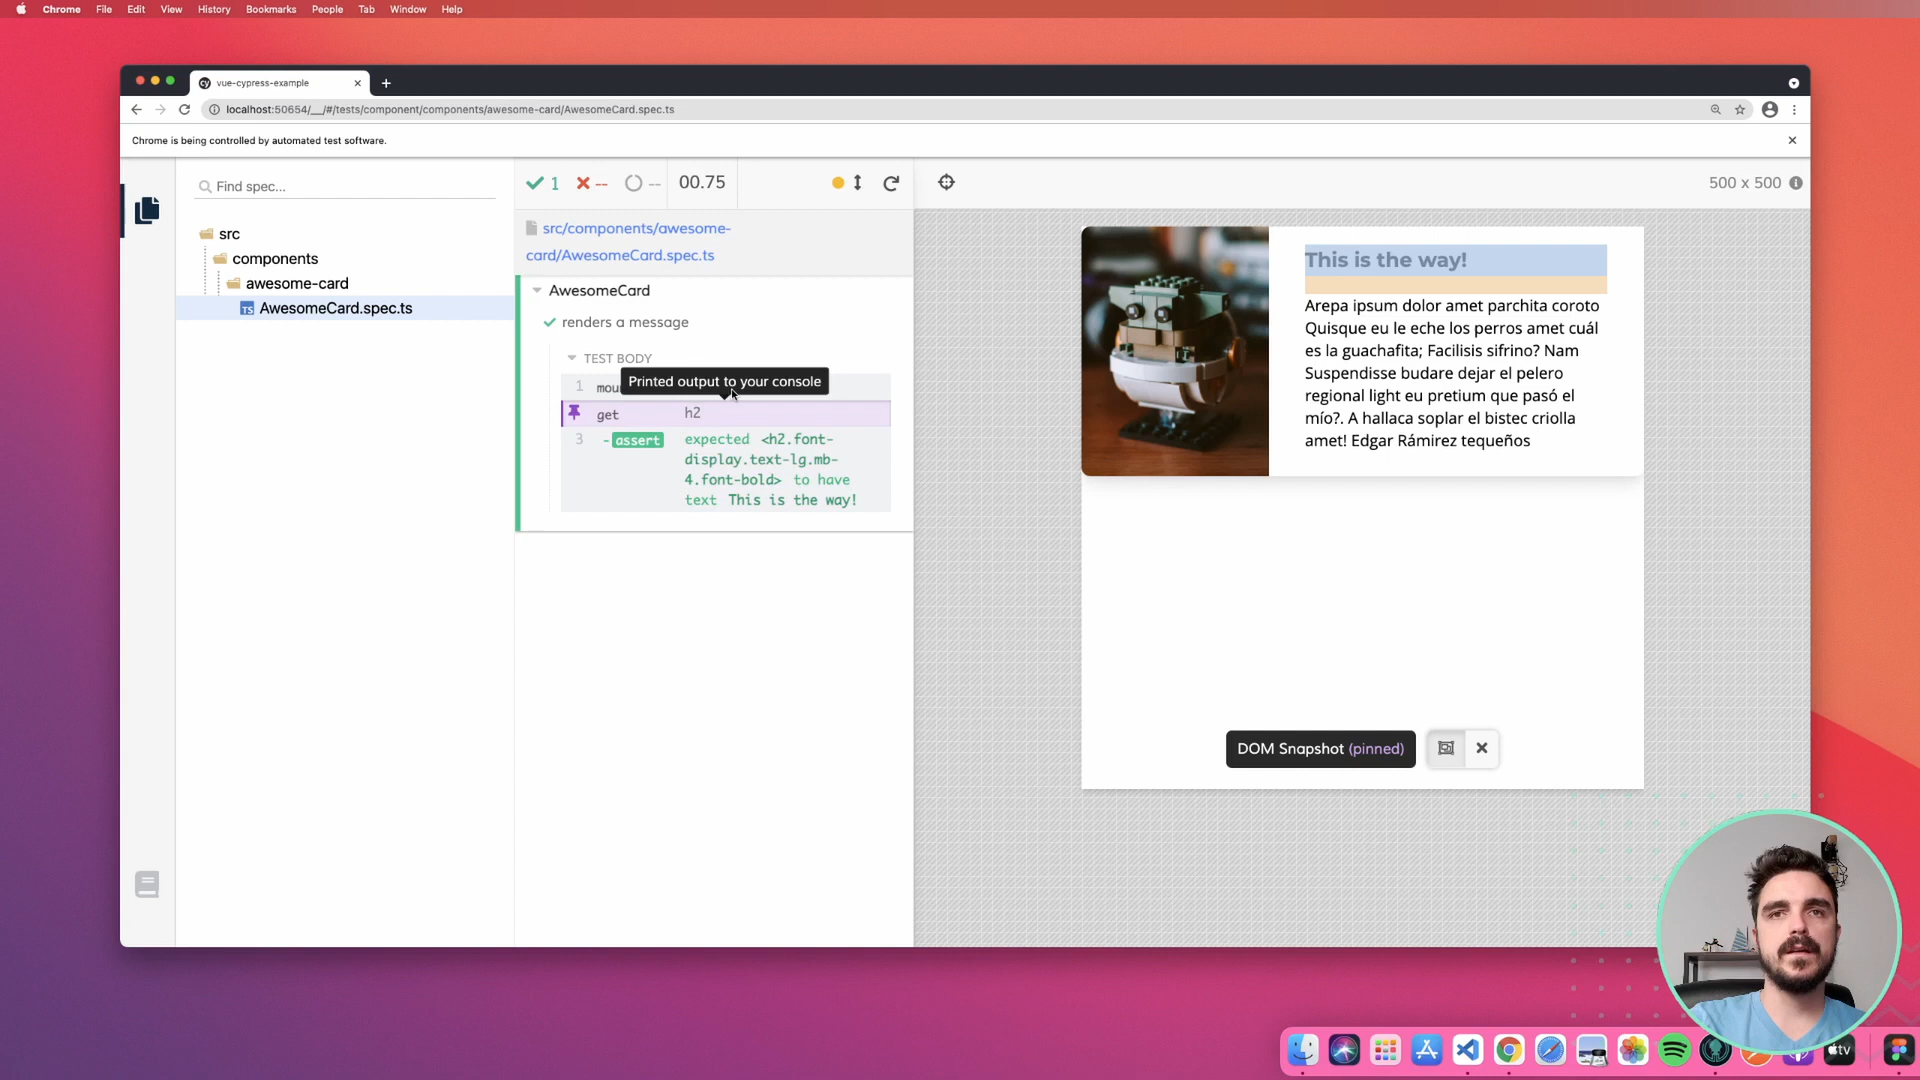 Chrome File Edit View History Bookmarks People Tab Window Help
vue-cypress-example
localhost:50654/__/#/tests/component/components/awesome-card/AwesomeCard.spec.ts
Chrome is being controlled by automated test software.
Find spec...
src
components
awesome-card
TS AwesomeCard.spec.ts
1 -- -- 00.75
src/components/awesome-
card/AwesomeCard.spec.ts
AwesomeCard
renders a message
TEST BODY
Printed output to your console
1
get h2
3 -assert expected <h2.font-
display.text-lg.mb-
4.font-bold> to have
text This is the way!
500 x 500
This is the way!
Arepa ipsum dolor amet parchita coroto
Quisque eu le eche los perros amet cuál
es la guachafita; Facilisis sifrino? Nam
Suspendisse budare dejar el pelero
regional light eu pretium que pasó el
mío?. A hallaca soplar el bistec criolla
amet! Edgar Rámirez tequeños
DOM Snapshot (pinned)
tv